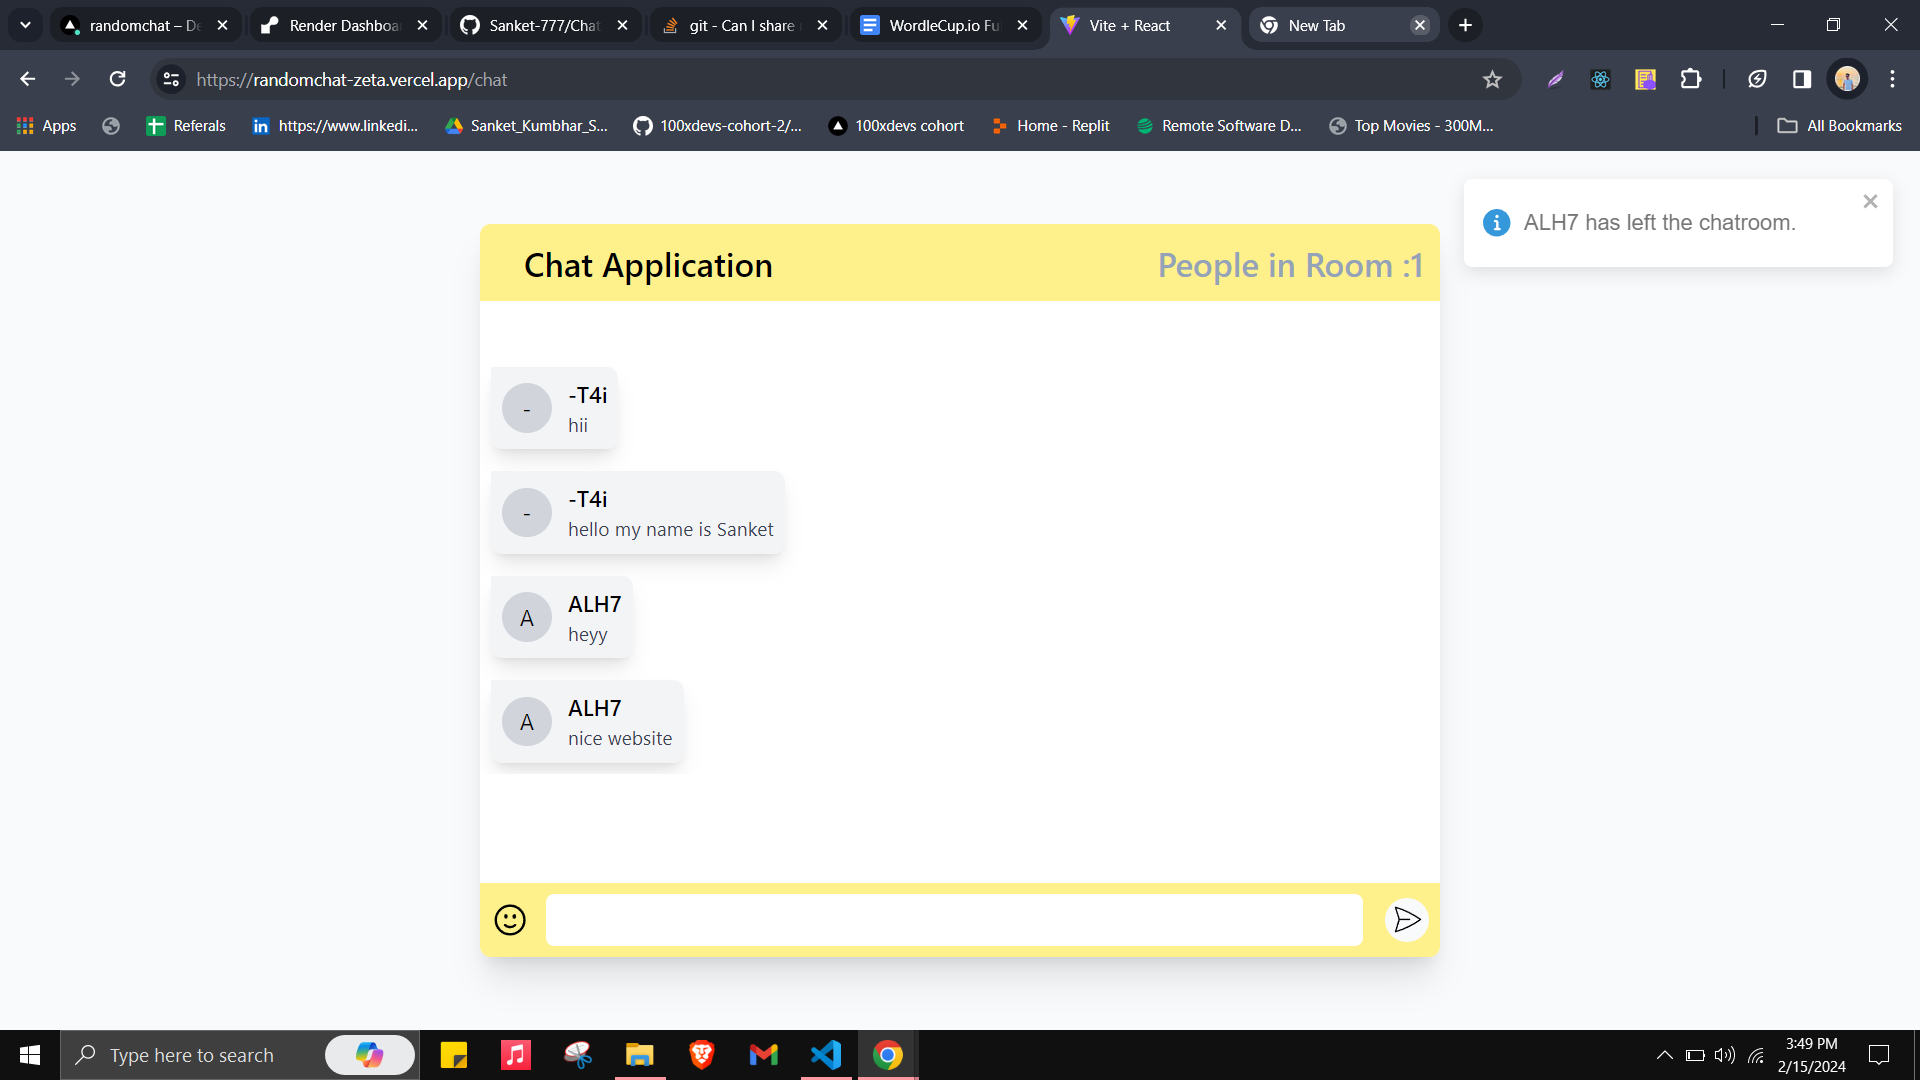 randomchat – De
Render Dashboa
Sanket-777/Chat
git - Can I share
WordleCup.io Fu
Vite + React
New Tab
https://randomchat-zeta.vercel.app/chat
Apps
Referals
https://www.linkedi...
Sanket_Kumbhar_S...
100xdevs-cohort-2/...
100xdevs cohort
Home - Replit
Remote Software D...
Top Movies - 300M...
All Bookmarks
ALH7 has left the chatroom.
Chat Application
People in Room :1
-
-T4i
hii
-
-T4i
hello my name is Sanket
A
ALH7
heyy
A
ALH7
nice website
Type here to search
3:49 PM
2/15/2024